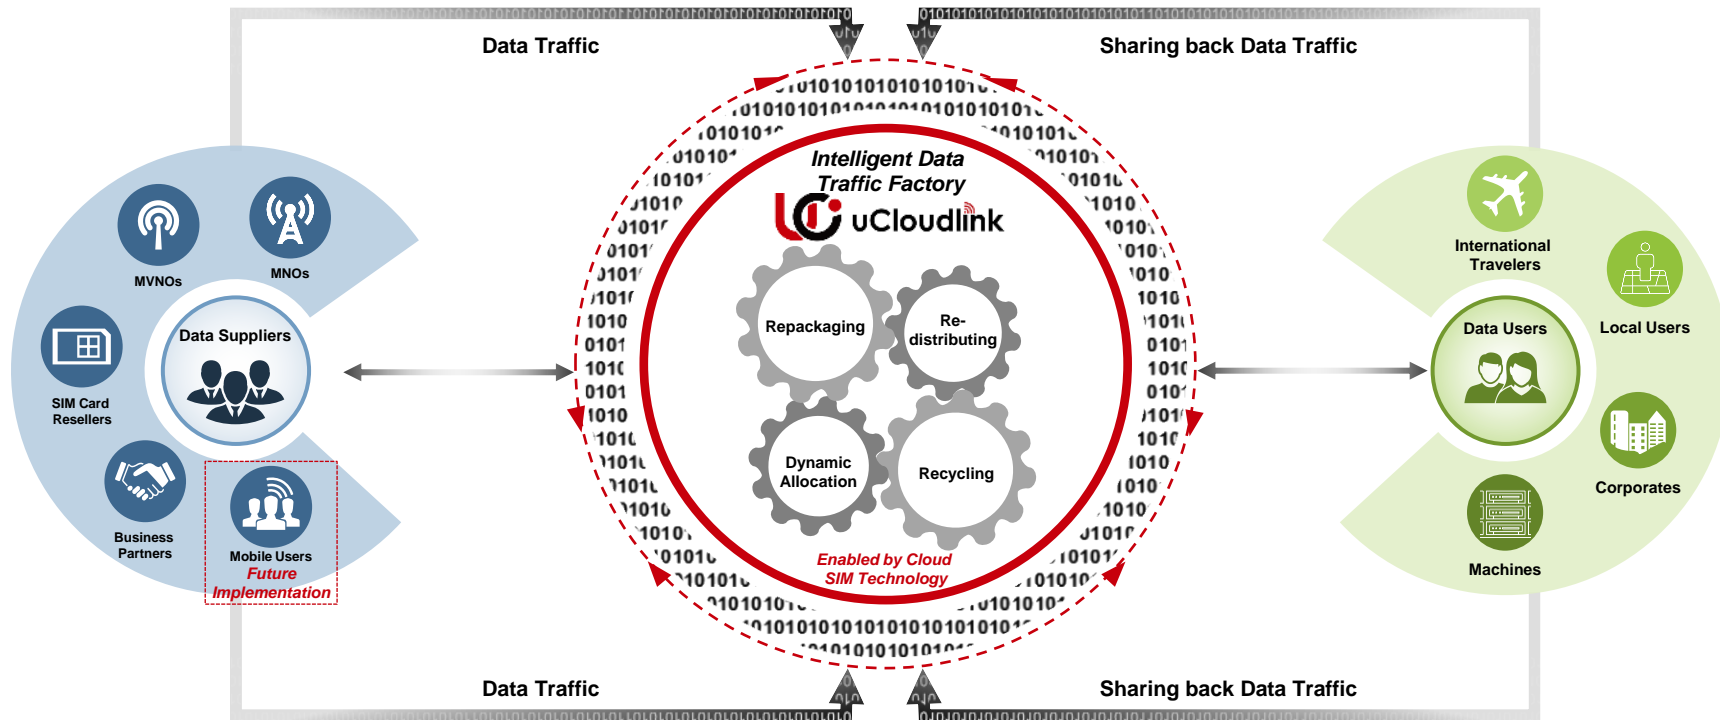 Data Traffic
Sharing back Data Traffic
MVNOs
MNOs
SIM Card
Resellers
Data Suppliers
Business
Partners
Mobile Users
Future
Implementation
Intelligent Data
Traffic Factory
uCloudlink
Repackaging
Re-
distributing
Dynamic
Allocation
Recycling
Enabled by Cloud
SIM Technology
International
Travelers
Local Users
Data Users
Corporates
Machines
Data Traffic
Sharing back Data Traffic